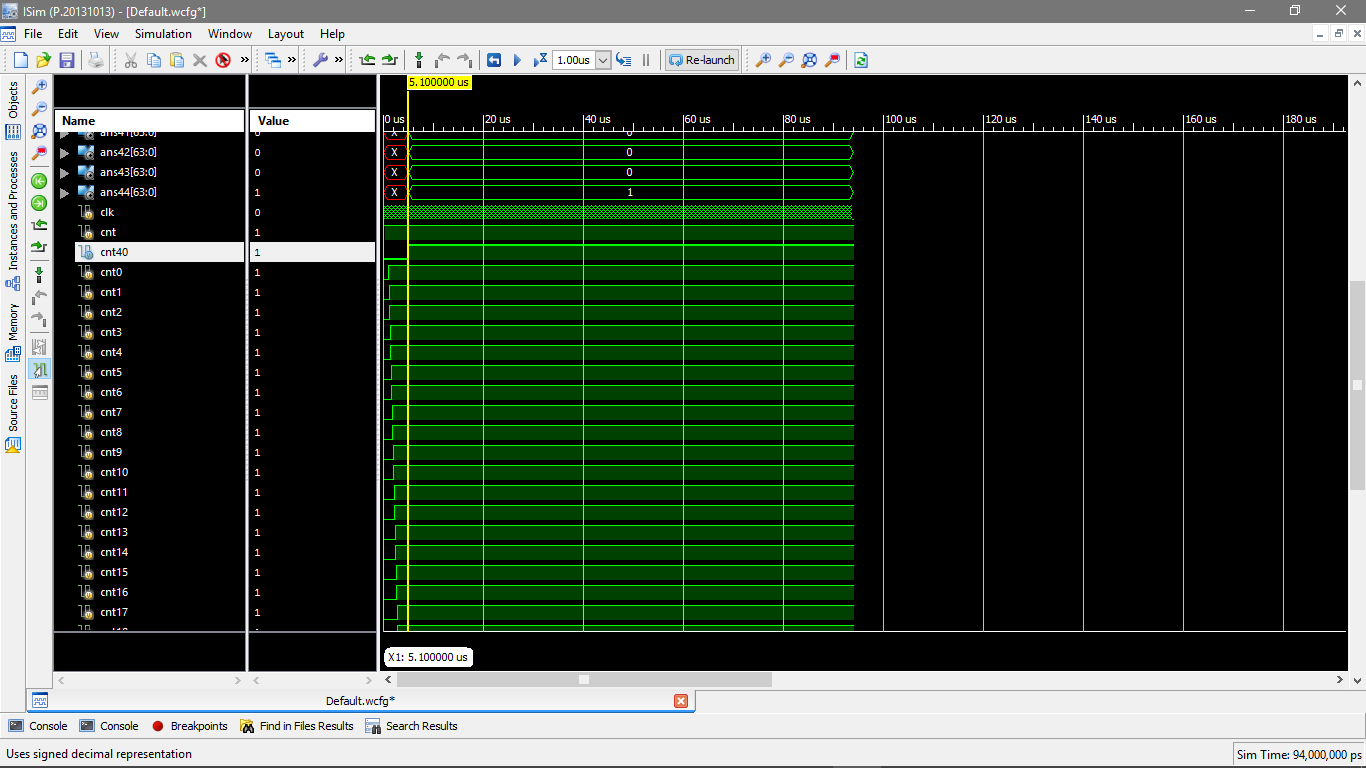 ISim (P.20131013) - [Default.wcfg*]
File Edit View Simulation Window Layout Help
» » » 1.00us Re-launch
5.100000 us
Name Value
0 us 20 us 40 us 60 us 80 us 100 us 120 us 140 us 160 us 180 us
ans41[63:0] 0 X 0
ans42[63:0] 0 X 0
ans43[63:0] 0 X 0
ans44[63:0] 1 X 1
clk 0
cnt 1
cnt40 1
cnt0 1
cnt1 1
cnt2 1
cnt3 1
cnt4 1
cnt5 1
cnt6 1
cnt7 1
cnt8 1
cnt9 1
cnt10 1
cnt11 1
cnt12 1
cnt13 1
cnt14 1
cnt15 1
cnt16 1
cnt17 1
Objects
Instances and Processes
Memory
Source Files
X1: 5.100000 us
Default.wcfg*
Console Console Breakpoints Find in Files Results Search Results
Uses signed decimal representation Sim Time: 94,000,000 ps